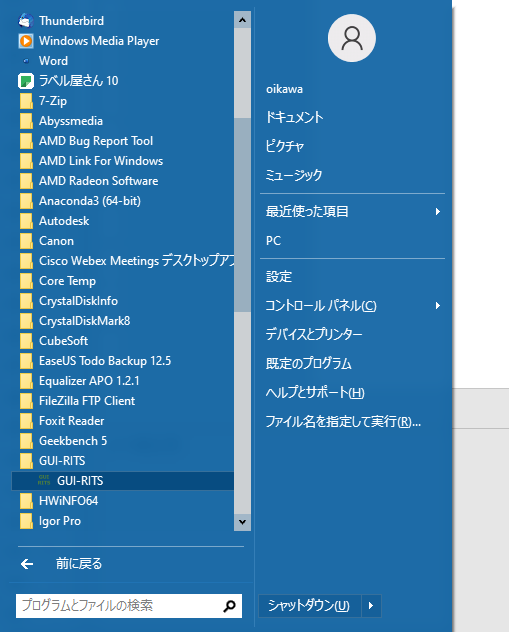 Thunderbird
Windows Media Player
Word
ラベル屋さん 10
7-Zip
Abyssmedia
AMD Bug Report Tool
AMD Link For Windows
AMD Radeon Software
Anaconda3 (64-bit)
Autodesk
Canon
Cisco Webex Meetings デスクトップアプ
Core Temp
CrystalDiskInfo
CrystalDiskMark8
CubeSoft
EaseUS Todo Backup 12.5
Equalizer APO 1.2.1
FileZilla FTP Client
Foxit Reader
Geekbench 5
GUI-RITS
GUI RITS GUI-RITS
HWiNFO64
Igor Pro
前に戻る
プログラムとファイルの検索
oikawa
ドキュメント
ピクチャ
ミュージック
最近使った項目
PC
設定
コントロール パネル(C)
デバイスとプリンター
既定のプログラム
ヘルプとサポート(H)
ファイル名を指定して実行(R)...
シャットダウン(U)